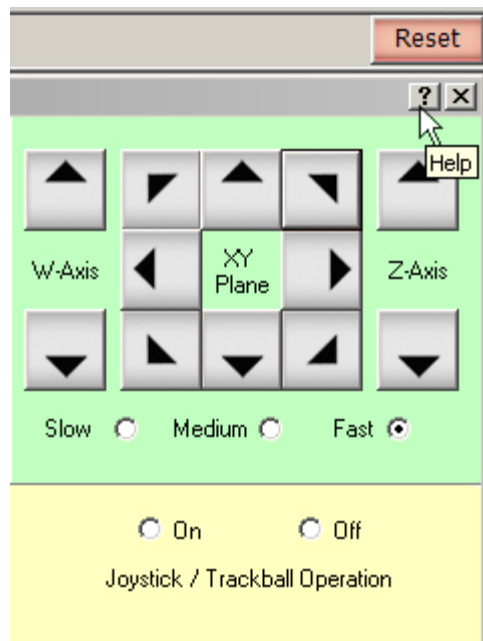 Reset
?
Help
W-Axis
XY
Plane
Z-Axis
Slow Medium Fast
On Off
Joystick / Trackball Operation